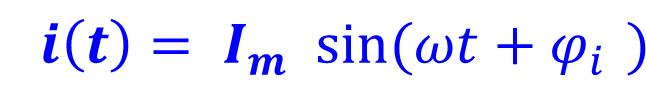 i(t) = I_m sin(ωt + φ_i )